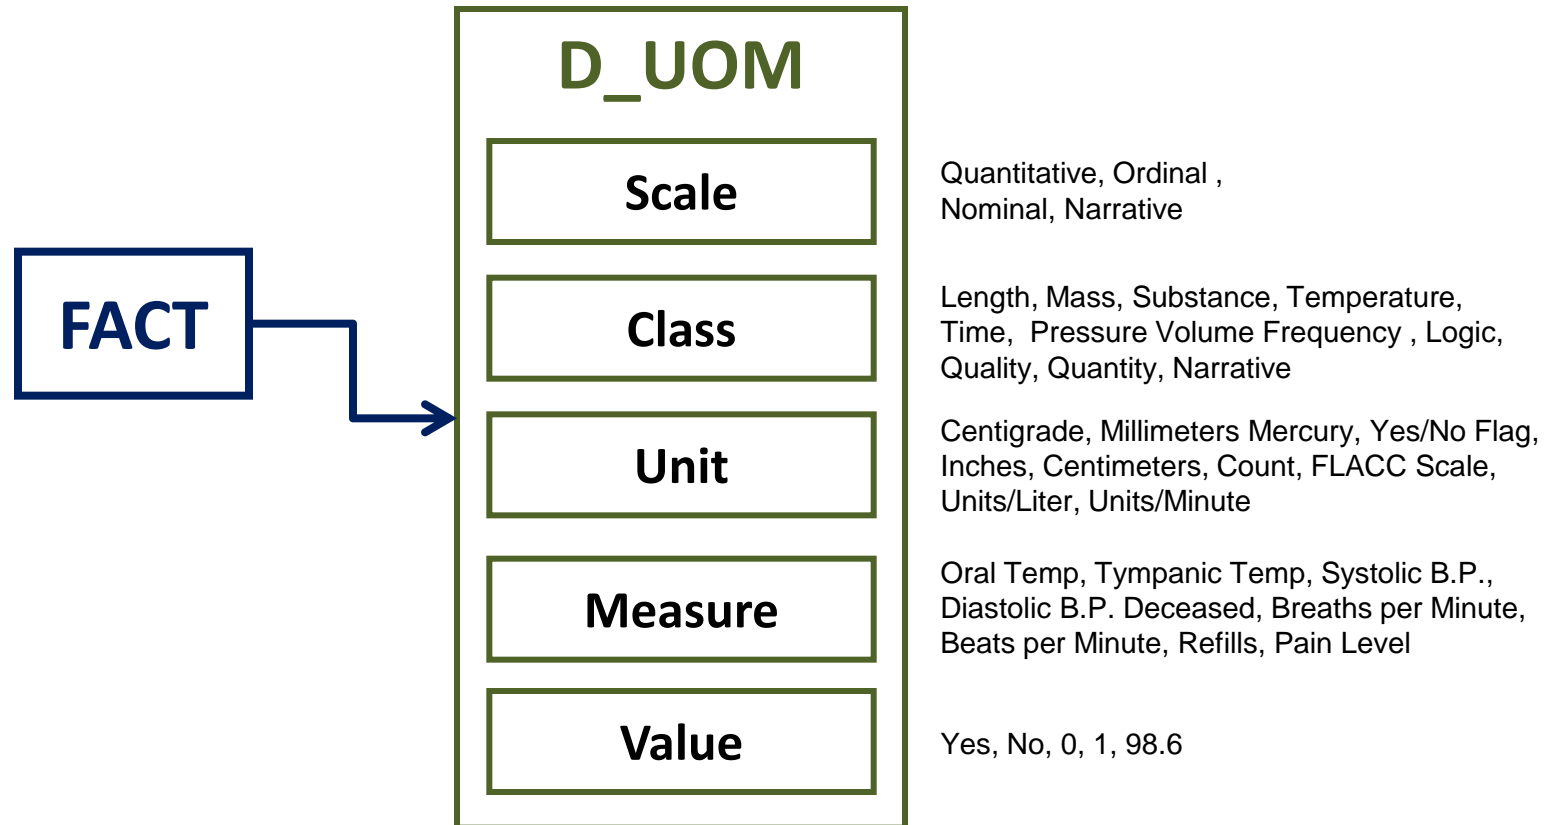 D_UOM
Scale
Quantitative, Ordinal ,
Nominal, Narrative
FACT
Class
Length, Mass, Substance, Temperature,
Time,  Pressure Volume Frequency , Logic,
Quality, Quantity, Narrative
Unit
Centigrade, Millimeters Mercury, Yes/No Flag,
Inches, Centimeters, Count, FLACC Scale,
Units/Liter, Units/Minute
Measure
Oral Temp, Tympanic Temp, Systolic B.P.,
Diastolic B.P. Deceased, Breaths per Minute,
Beats per Minute, Refills, Pain Level
Value
Yes, No, 0, 1, 98.6